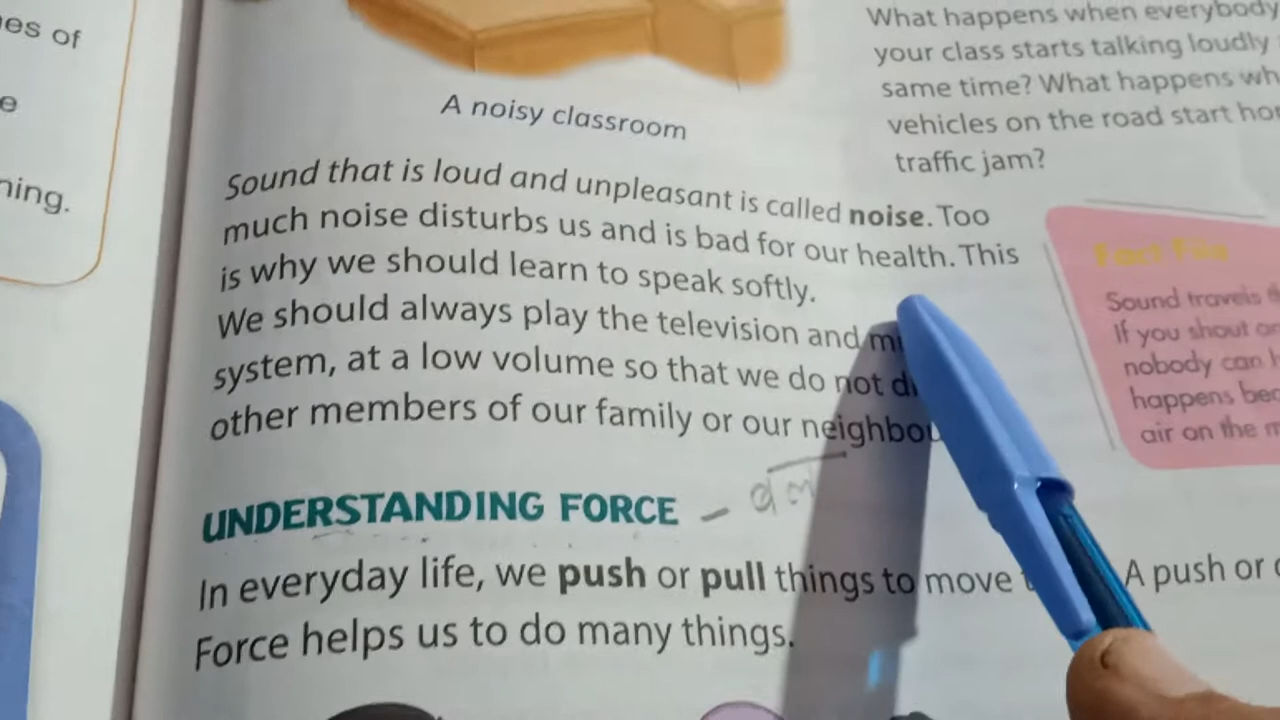 es of
e
ning.
A noisy classroom
Sound that is loud and unpleasant is called noise. Too
much noise disturbs us and is bad for our health. This
is why we should learn to speak softly.
We should always play the television and
system, at a low volume so that we do not
other members of our family or our
UNDERSTANDING FORCE - बल
In everyday life, we push or pull things to move A push or
Force helps us to do many things.
What happens when everybody
your class starts talking loudly
same time? What happens
vehicles on the road start
traffic jam?
Fact File
Sound travels
If you shout
nobody can
happens
air on the